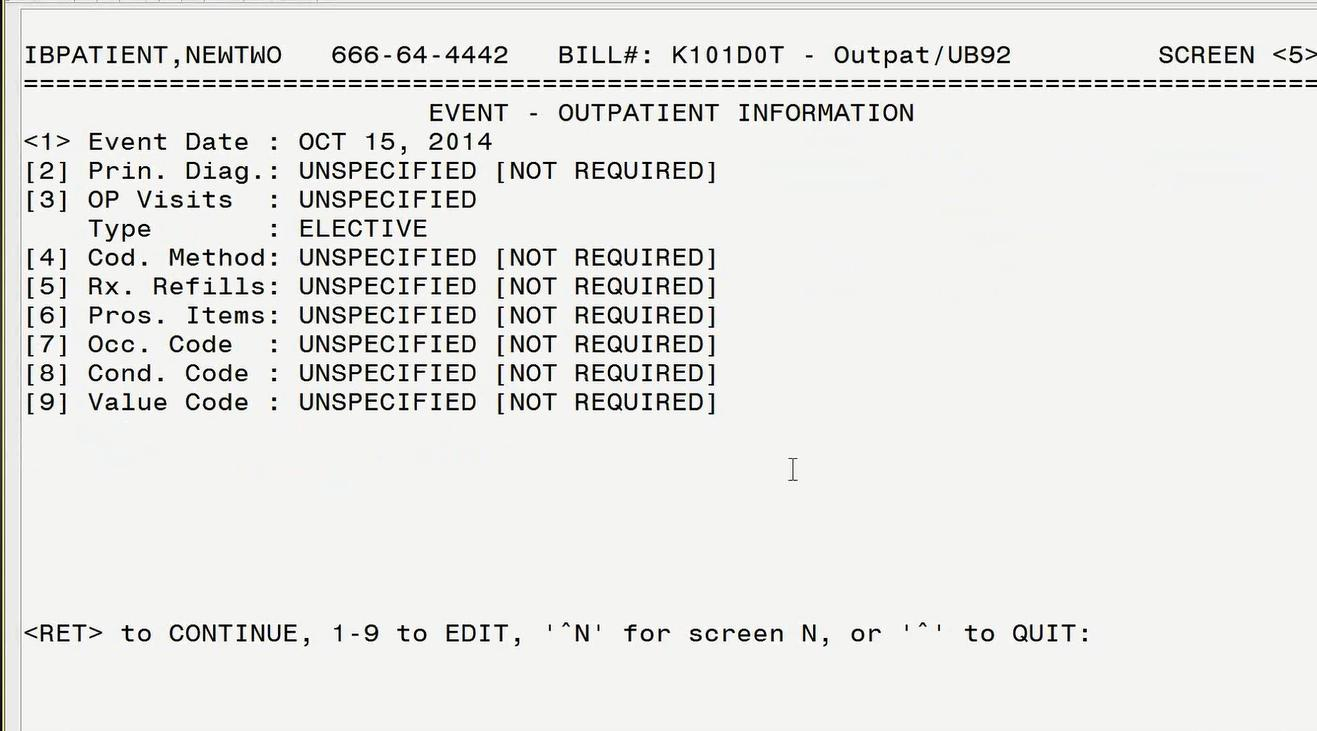 IBPATIENT,NEWTWO   666-64-4442   BILL#: K101D0T - Outpat/UB92         SCREEN <5>
================================================================================
                         EVENT - OUTPATIENT INFORMATION
<1> Event Date : OCT 15, 2014
[2] Prin. Diag.: UNSPECIFIED [NOT REQUIRED]
[3] OP Visits  : UNSPECIFIED
    Type       : ELECTIVE
[4] Cod. Method: UNSPECIFIED [NOT REQUIRED]
[5] Rx. Refills: UNSPECIFIED [NOT REQUIRED]
[6] Pros. Items: UNSPECIFIED [NOT REQUIRED]
[7] Occ. Code  : UNSPECIFIED [NOT REQUIRED]
[8] Cond. Code : UNSPECIFIED [NOT REQUIRED]
[9] Value Code : UNSPECIFIED [NOT REQUIRED]
<RET> to CONTINUE, 1-9 to EDIT, '^N' for screen N, or '^' to QUIT: